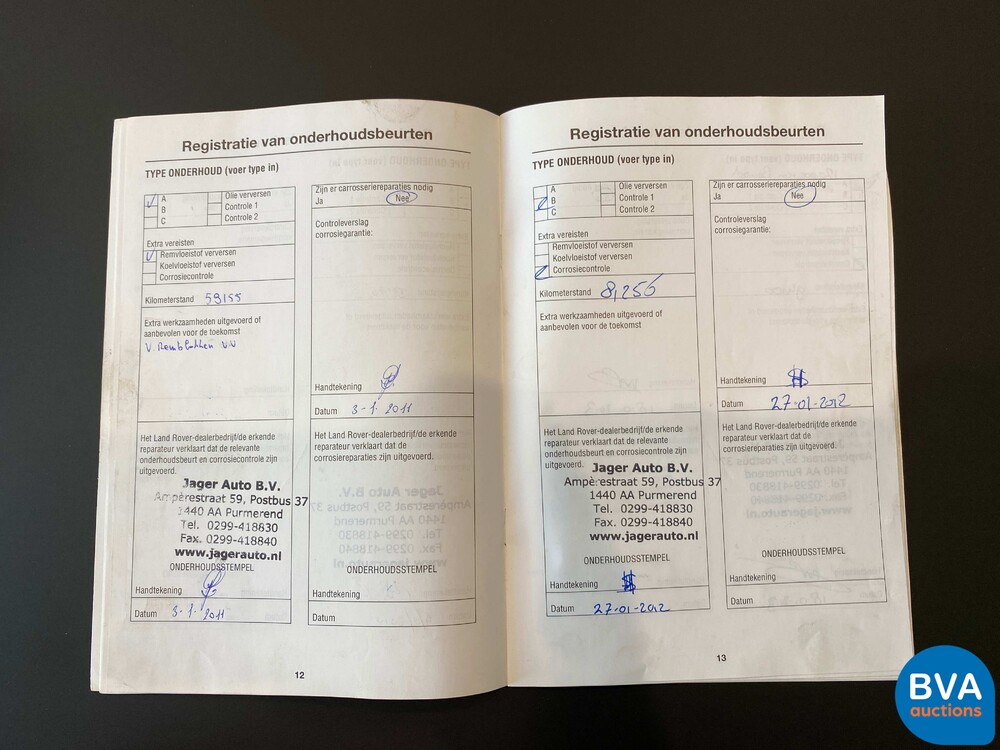 Registratie van onderhoudsbeurten
TYPE ONDERHOUD (voer type in)
A
B
C
Olie verversen
Controle 1
Controle 2
Extra vereisten
Remvloeistof verversen
Koelvloeistof verversen
Corrosiecontrole
Kilometerstand 59155
Extra werkzaamheden uitgevoerd of
aanbevolen voor de toekomst
V Remblokken V.V
Het Land Rover-dealerbedrijf/de erkende
reparateur verklaart dat de relevante
onderhoudsbeurt en corrosiecontrole zijn
uitgevoerd.
Jager Auto B.V.
Ampèrestraat 59, Postbus 37
1440 AA Purmerend
Tel. 0299-418830
Fax. 0299-418840
www.jagerauto.nl
ONDERHOUDSSTEMPEL
Handtekening
Datum 3-1.2011
Zijn er carrosseriereparaties nodig
Ja Nee
Controleverslag
corrosiegarantie:
Handtekening
Datum 3-1.2011
Het Land Rover-dealerbedrijf/de erkende
reparateur verklaart dat de
corrosiereparaties zijn uitgevoerd.
ONDERHOUDSSTEMPEL
Handtekening
Datum
12
Registratie van onderhoudsbeurten
TYPE ONDERHOUD (voer type in)
A
B
C
Olie verversen
Controle 1
Controle 2
Extra vereisten
Remvloeistof verversen
Koelvloeistof verversen
Corrosiecontrole
Kilometerstand
Extra werkzaamheden uitgevoerd of
aanbevolen voor de toekomst
Het Land Rover-dealerbedrijf/de erkende
reparateur verklaart dat de relevante
onderhoudsbeurt en corrosiecontrole zijn
uitgevoerd.
Jager Auto B.V.
Ampèrestraat 59, Postbus 37
1440 AA Purmerend
Tel. 0299-418830
Fax. 0299-418840
www.jagerauto.nl
ONDERHOUDSSTEMPEL
Handtekening
Datum 27-01-2012
Zijn er carrosseriereparaties nodig
Ja Nee
Controleverslag
corrosiegarantie:
Handtekening
Datum 27-01-2012
Het Land Rover-dealerbedrijf/de erkende
reparateur verklaart dat de
corrosiereparaties zijn uitgevoerd.
ONDERHOUDSSTEMPEL
Handtekening
Datum
13
BVA
auctions